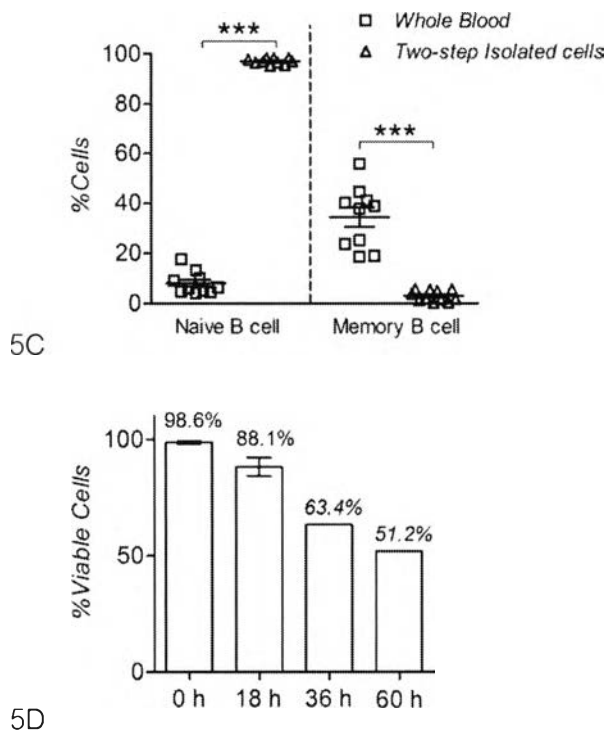 Whole Blood
Two-step Isolated cells
***
***
%Cells
100
80
60
40
20
0
Naive B cell
Memory B cell
5C
%Viable Cells
100
50
0
98.6%
88.1%
63.4%
51.2%
0 h
18 h
36 h
60 h
5D